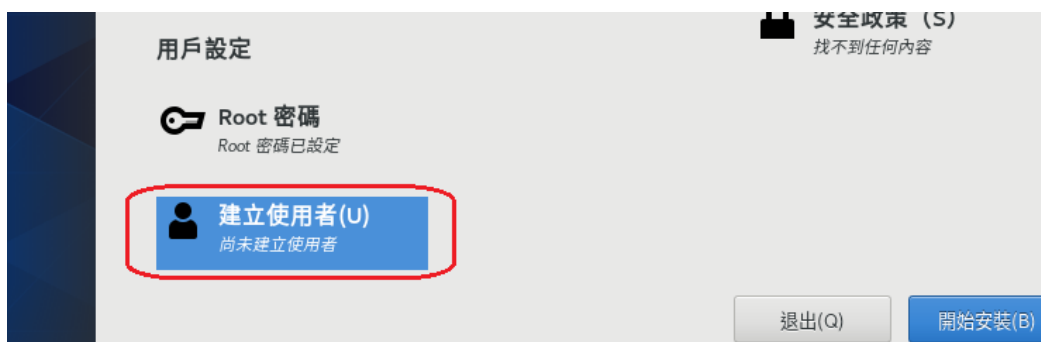 安全政策（S）
找不到任何內容
用戶設定
Root 密碼
Root 密碼已設定
建立使用者(U)
尚未建立使用者
退出(Q)
開始安裝(B)